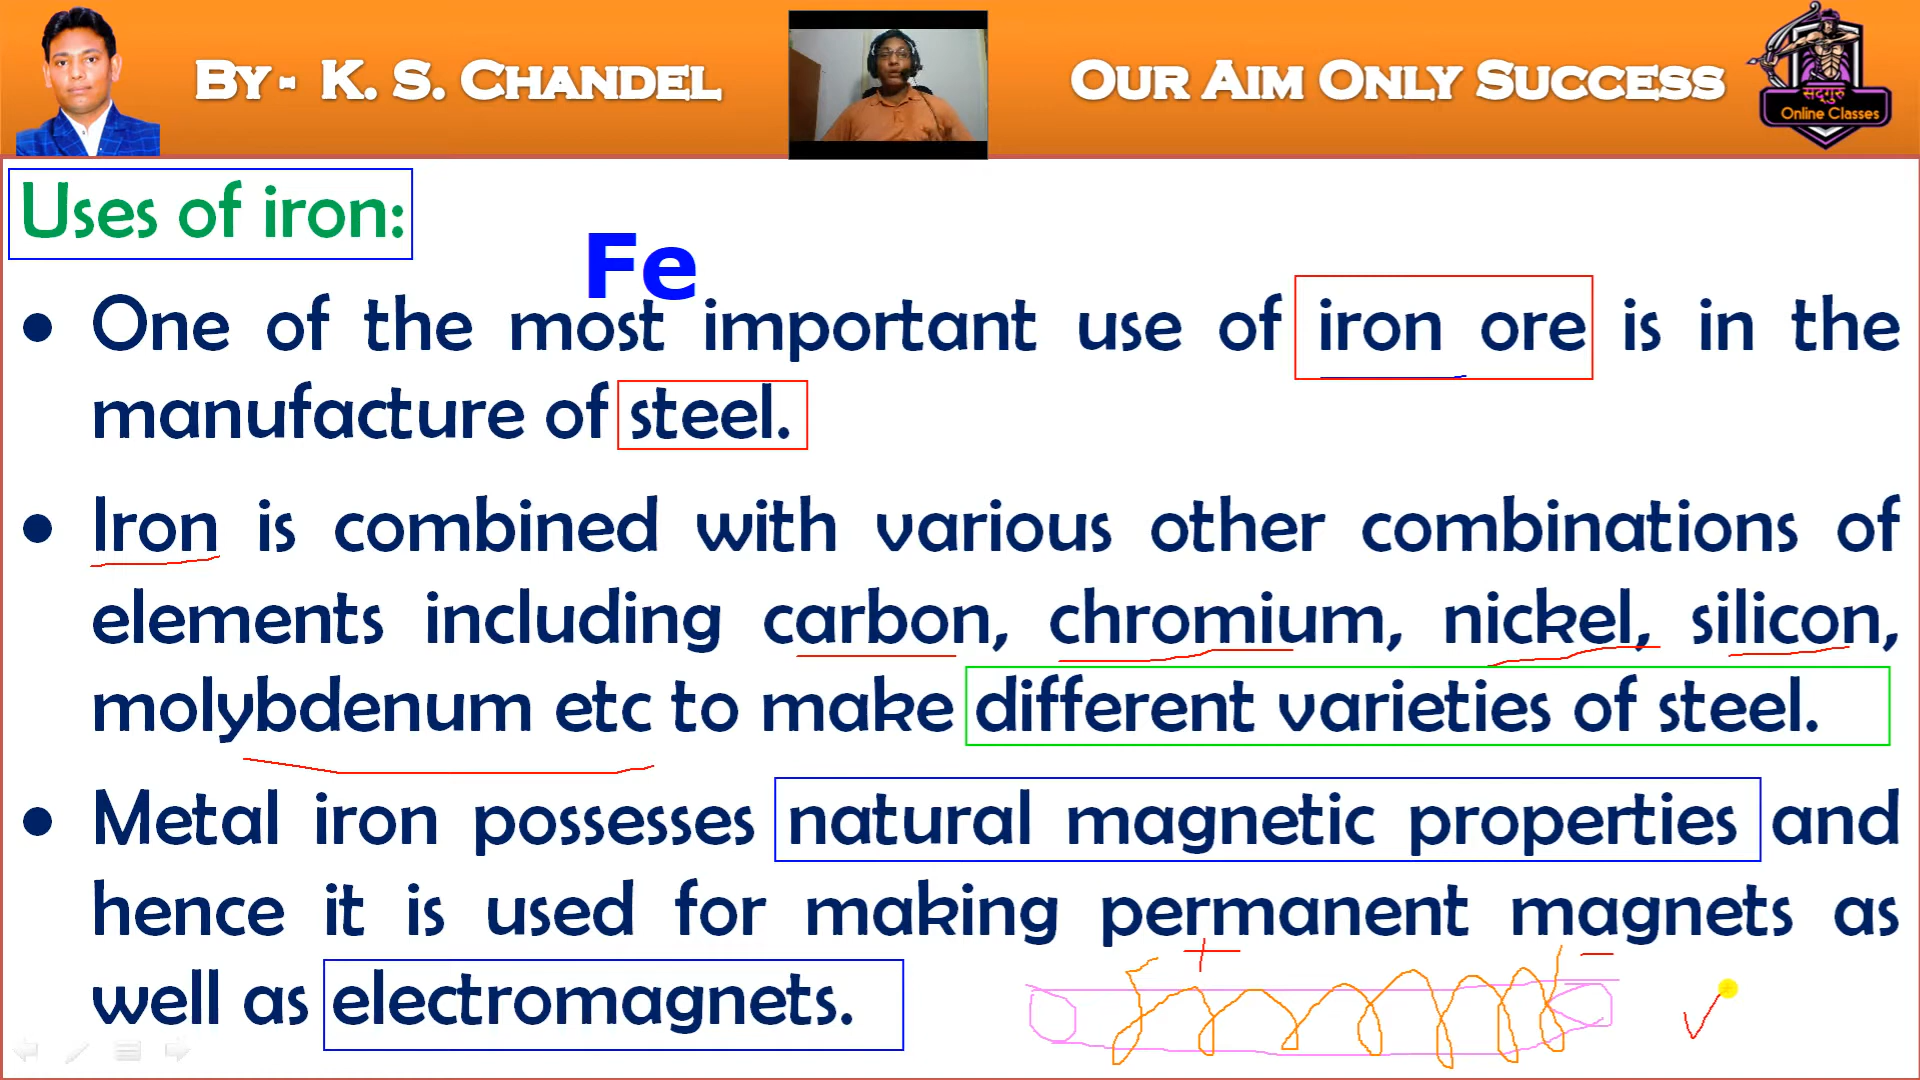 By - K. S. Chandel
Our Aim Only Success
सद्गुरु
Online Classes
Uses of iron:
Fe
• One of the most important use of iron ore is in the
manufacture of steel.
• Iron is combined with various other combinations of
elements including carbon, chromium, nickel, silicon,
molybdenum etc to make different varieties of steel.
• Metal iron possesses natural magnetic properties and
hence it is used for making permanent magnets as
well as electromagnets.
+ -